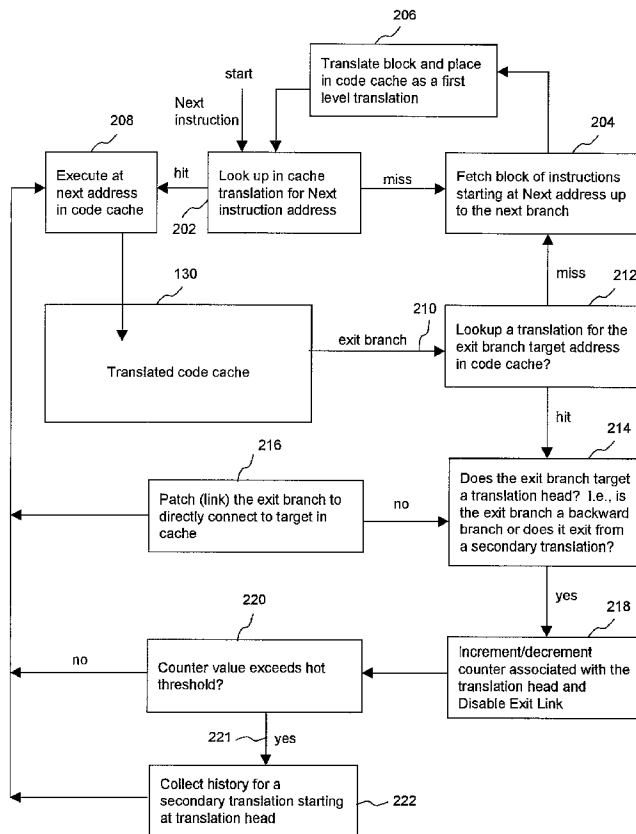 206
Translate block and place
in code cache as a first
level translation
start
Next
instruction
208
Execute at
next address
in code cache
hit
Look up in cache
translation for Next
instruction address
202
miss
204
Fetch block of instructions
starting at Next address up
to the next branch
miss
130
Translated code cache
210
exit branch
212
Lookup a translation for the
exit branch target address
in code cache?
hit
214
Does the exit branch target
a translation head? I.e., is
the exit branch a backward
branch or does it exit from
a secondary translation?
216
Patch (link) the exit branch to
directly connect to target in
cache
no
yes
218
Increment/decrement
counter associated with the
translation head and
Disable Exit Link
220
Counter value exceeds hot
threshold?
no
221
yes
Collect history for a
secondary translation starting
at translation head
222